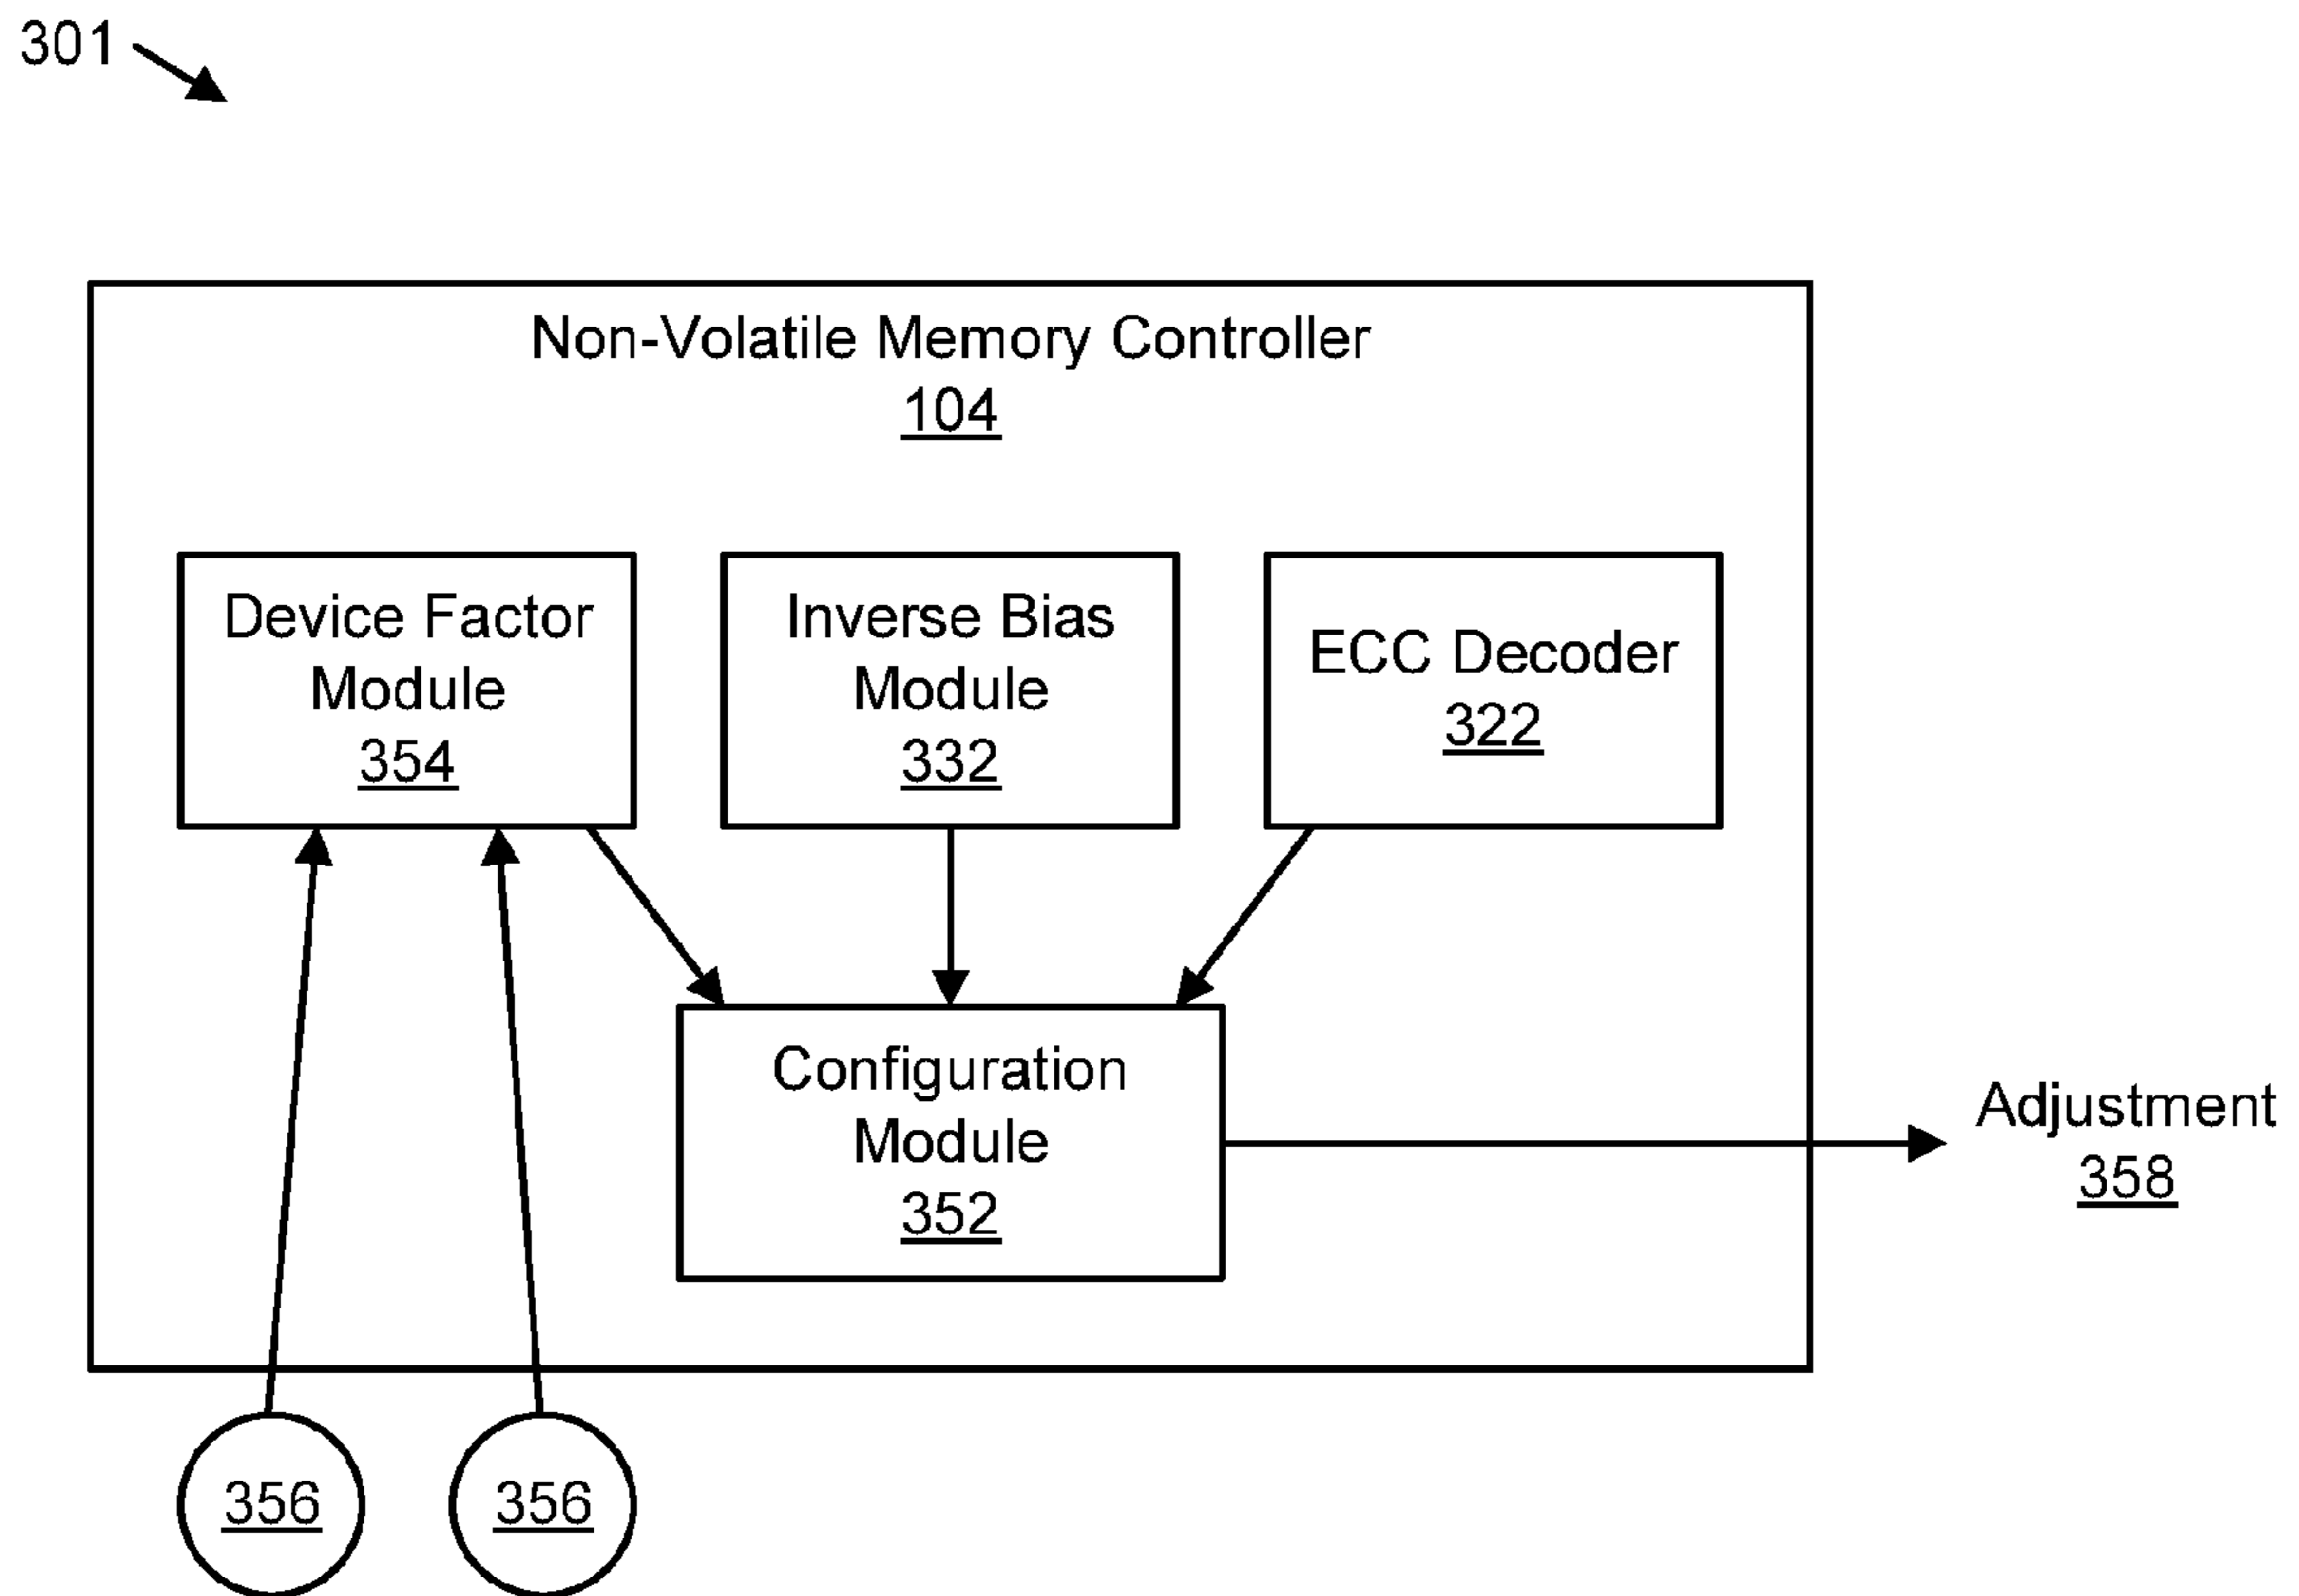 301
Non-Volatile Memory Controller
104
Device Factor
Module
354
Inverse Bias
Module
332
ECC Decoder
322
Configuration
Module
352
Adjustment
358
356
356